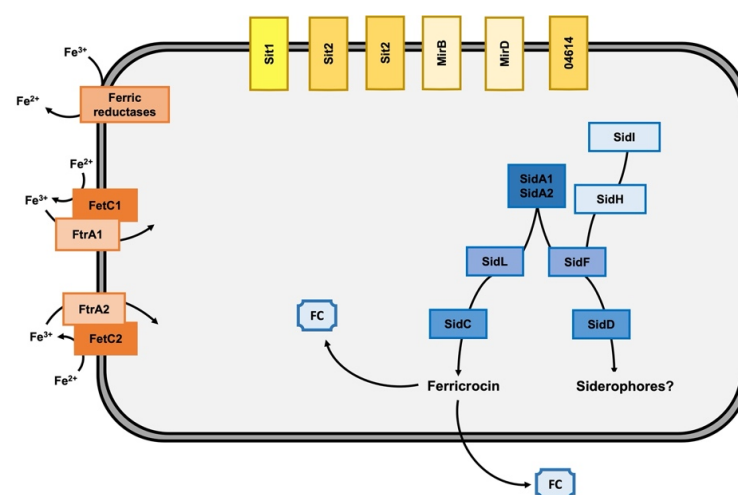 Sit1
Sit2
Sit2
MirB
MirD
04614
Fe3+
Fe2+
Ferric
reductases
Fe2+
Fe3+
FetC1
FtrA1
FtrA2
Fe3+
FetC2
Fe2+
SidI
SidA1
SidA2
SidH
SidL
SidF
FC
SidC
SidD
Ferricrocin
Siderophores?
FC